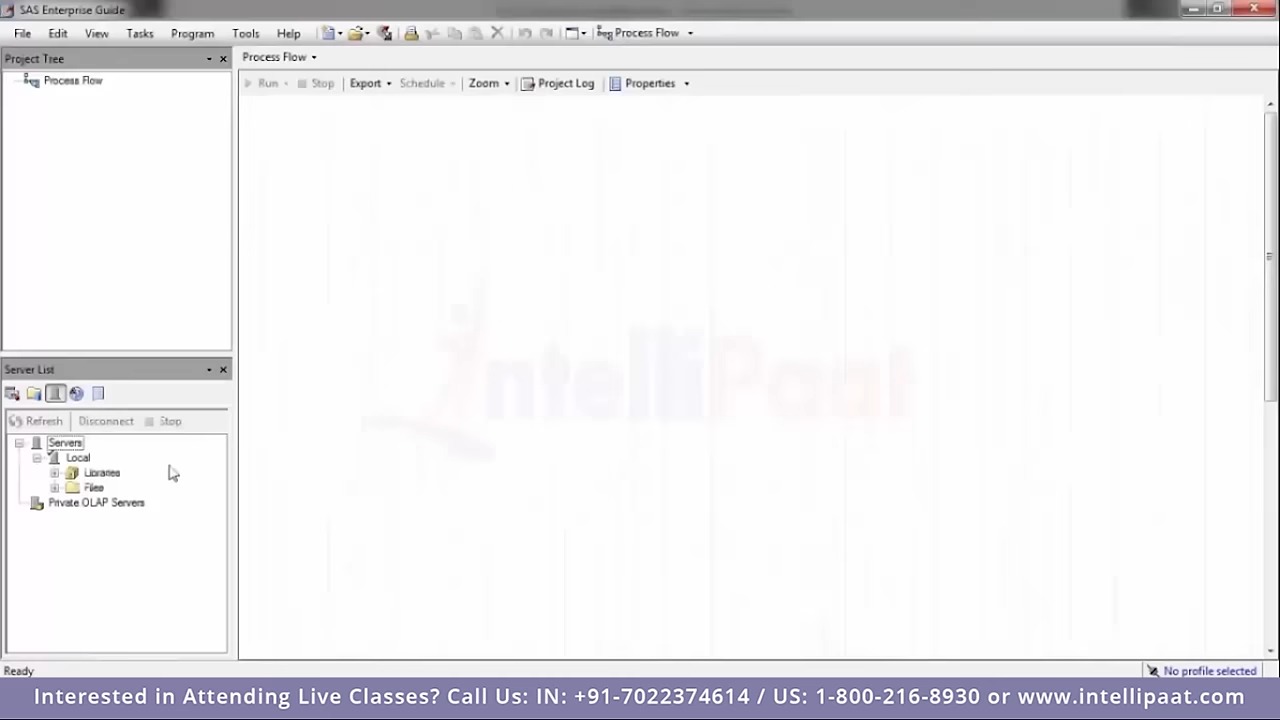 SAS Enterprise Guide
File Edit View Tasks Program Tools Help Process Flow
Project Tree
Process Flow
Process Flow
Run Stop Export Schedule Zoom Project Log Properties
IntelliPaat
Server List
Refresh Disconnect Stop
Servers
Local
Libraries
Files
Private OLAP Servers
Ready
No profile selected
Interested in Attending Live Classes? Call Us: IN: +91-7022374614 / US: 1-800-216-8930 or www.intellipaat.com